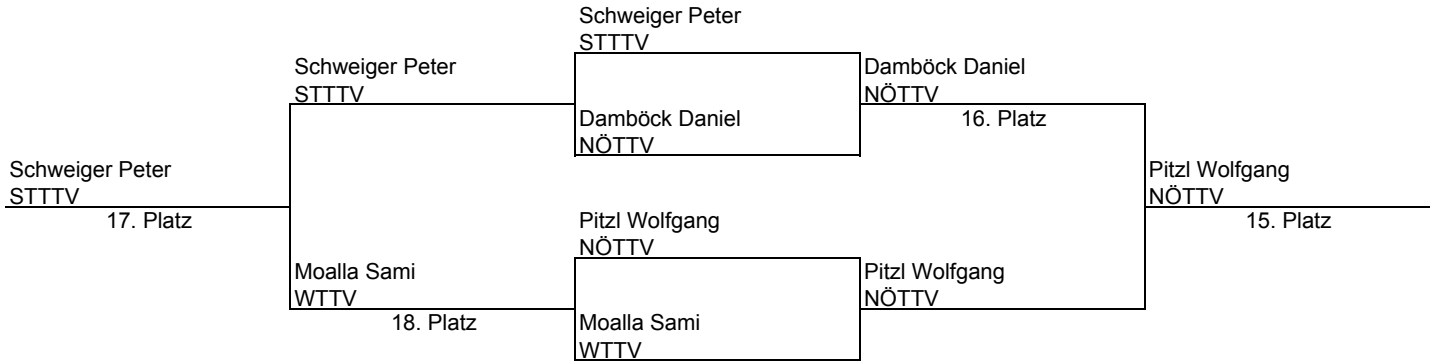 Schweiger Peter
STTTV
Schweiger Peter
STTTV
Damböck Daniel
NÖTTV
16. Platz
Damböck Daniel
NÖTTV
Schweiger Peter
STTTV
17. Platz
Pitzl Wolfgang
NÖTTV
15. Platz
Pitzl Wolfgang
NÖTTV
Moalla Sami
WTTV
18. Platz
Pitzl Wolfgang
NÖTTV
Moalla Sami
WTTV